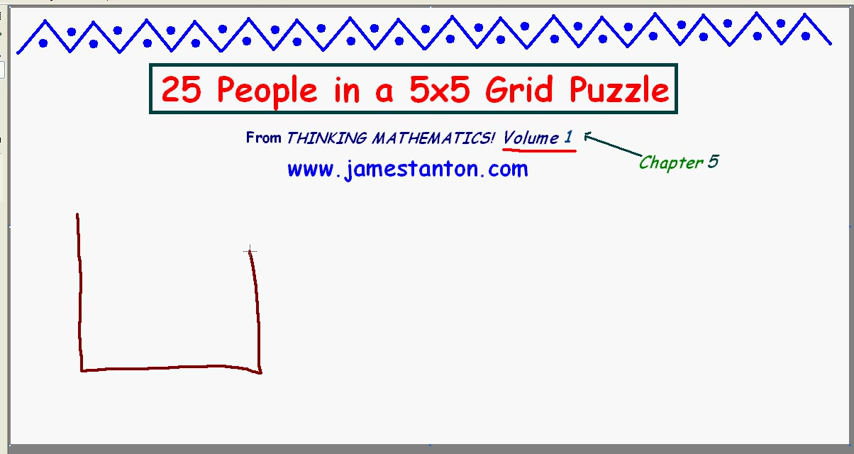 25 People in a 5x5 Grid Puzzle
From THINKING MATHEMATICS! Volume 1
Chapter 5
www.jamestanton.com